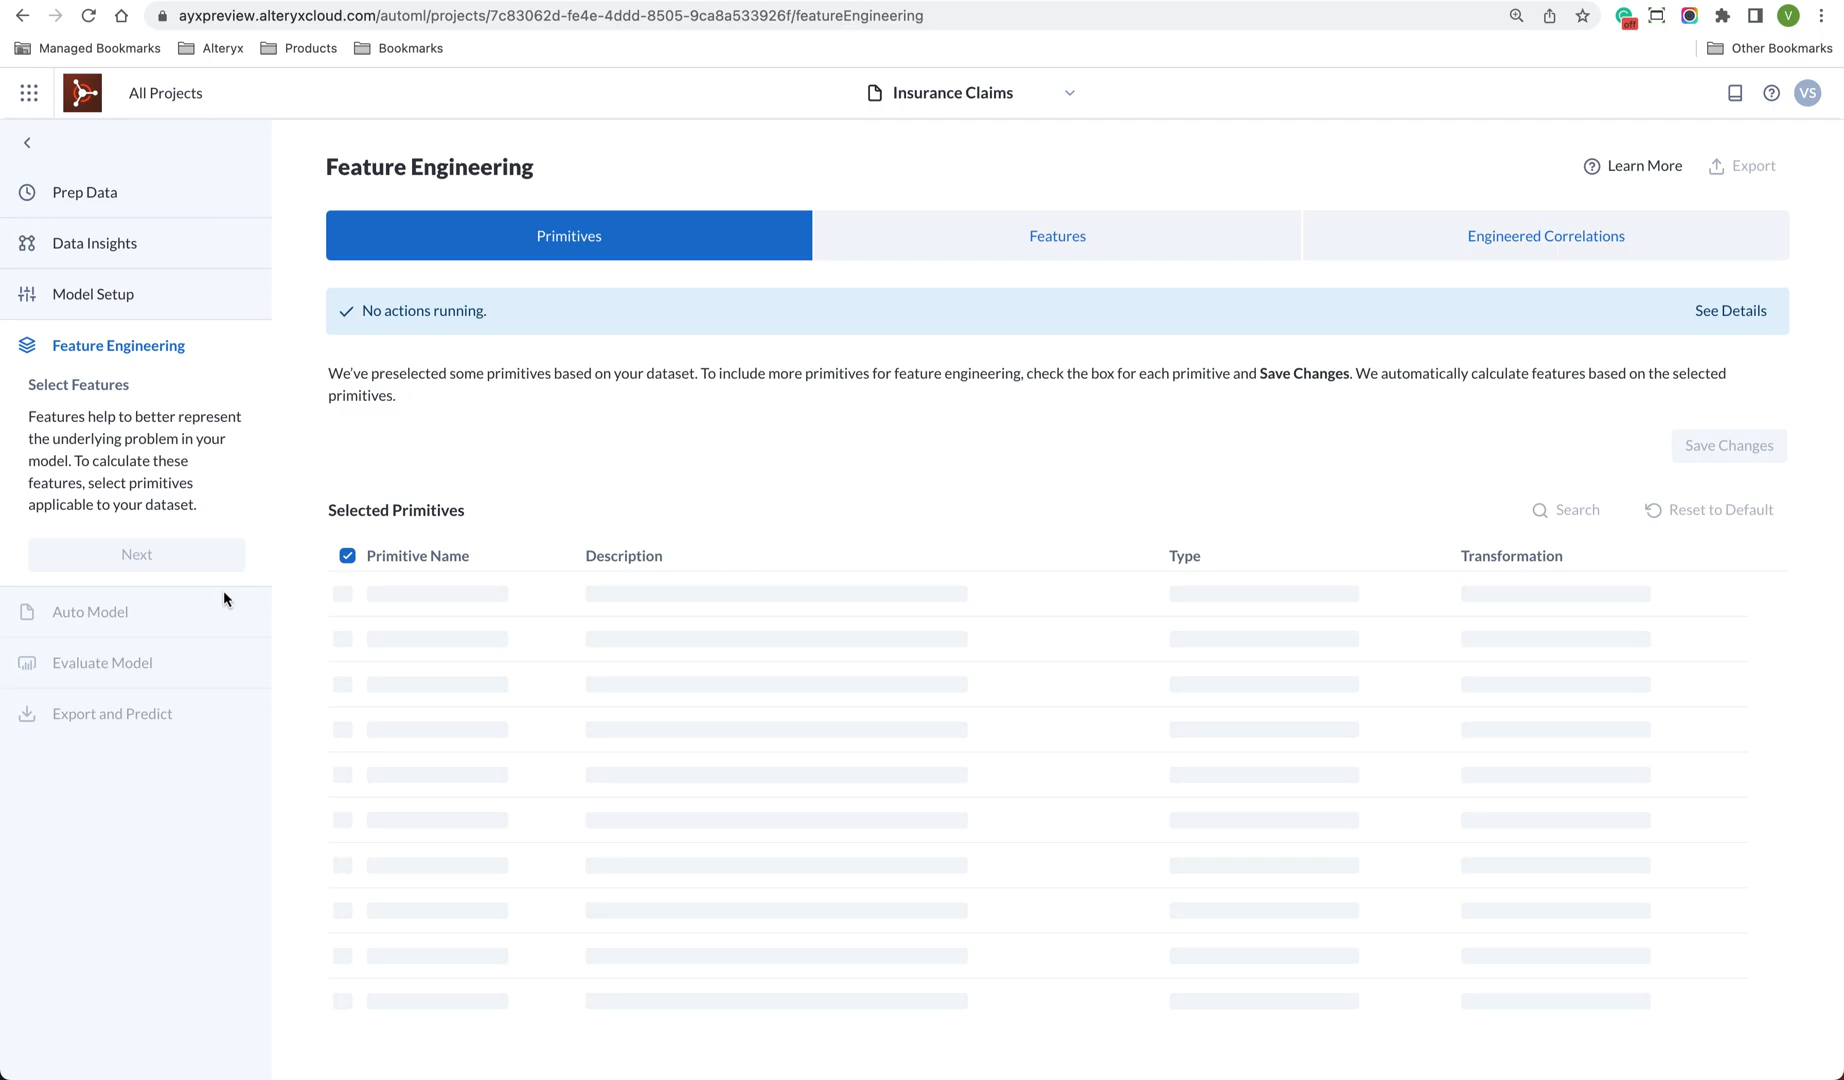 ayxpreview.alteryxcloud.com/automl/projects/7c83062d-fe4e-4ddd-8505-9ca8a533926f/featureEngineering
off
V
Managed Bookmarks
Alteryx
Products
Bookmarks
Other Bookmarks
All Projects
Insurance Claims
VS
Prep Data
Data Insights
Model Setup
Feature Engineering
Select Features
Features help to better represent
the underlying problem in your
model. To calculate these
features, select primitives
applicable to your dataset.
Next
Auto Model
Evaluate Model
Export and Predict
Feature Engineering
Learn More
Export
Primitives
Features
Engineered Correlations
No actions running.
See Details
We've preselected some primitives based on your dataset. To include more primitives for feature engineering, check the box for each primitive and Save Changes. We automatically calculate features based on the selected
primitives.
Save Changes
Selected Primitives
Search
Reset to Default
Primitive Name
Description
Type
Transformation